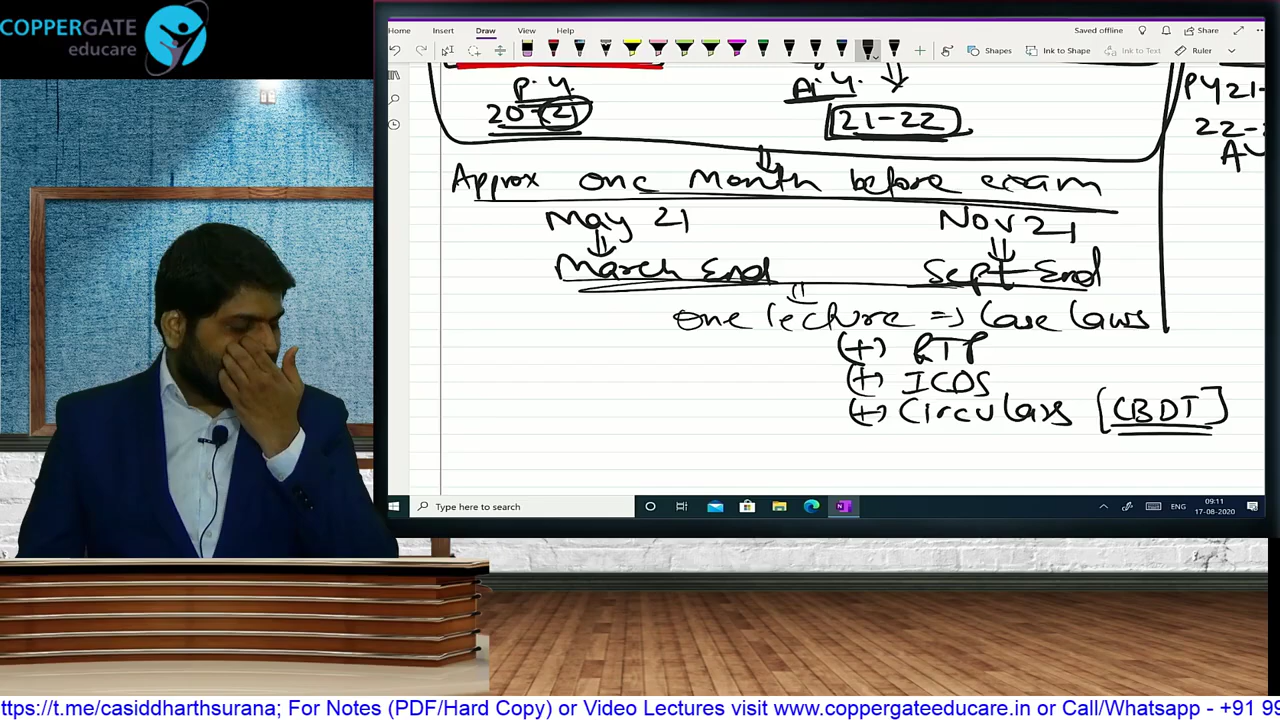 COPPERGATE
educare
Home Insert Draw View Help
Saved offline Share
Shapes Ink to Shape Ink to Text Ruler
P.Y. A.Y. PY 21-
20-21 21-22 22-
Approx one month before exam
May 21 Nov 21
March End Sept End
one lecture => Case laws
(+) RTP
(+) ICDS
(+) Circulars [CBDT]
Type here to search
ENG
09:11
17-08-2020
ttps://t.me/casiddharthsurana; For Notes (PDF/Hard Copy) or Video Lectures visit www.coppergateeducare.in or Call/Whatsapp - +91 99